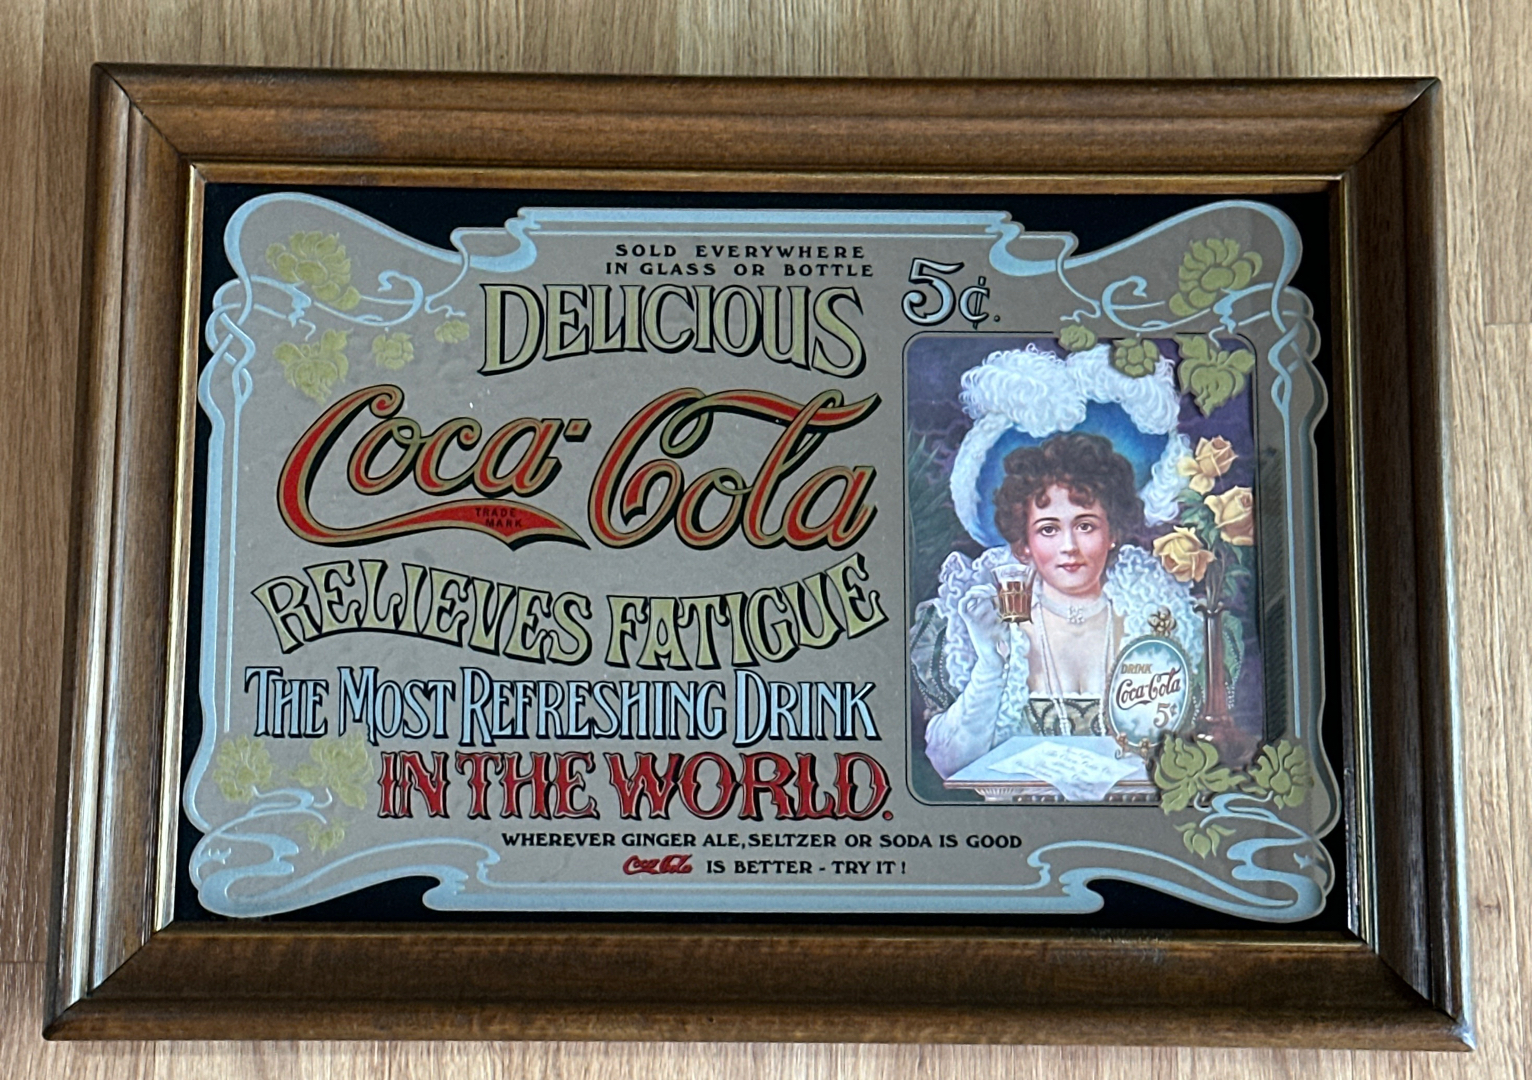 SOLD EVERYWHERE
IN GLASS OR BOTTLE
DELICIOUS
5¢.
Coca-Cola
TRADE
MARK
RELIEVES FATIGUE
THE MOST REFRESHING DRINK
IN THE WORLD.
WHEREVER GINGER ALE, SELTZER OR SODA IS GOOD
Coca-Cola IS BETTER - TRY IT!
DRINK
Coca-Cola
5¢